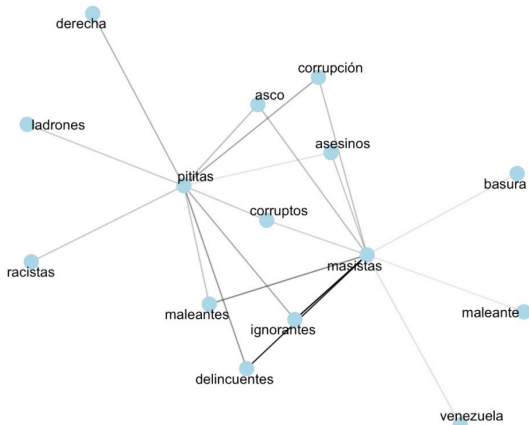 derecha
corrupción
asco
ladrones
asesinos
pititas
basura
corruptos
masistas
racistas
maleantes
maleante
ignorantes
delincuentes
venezuela